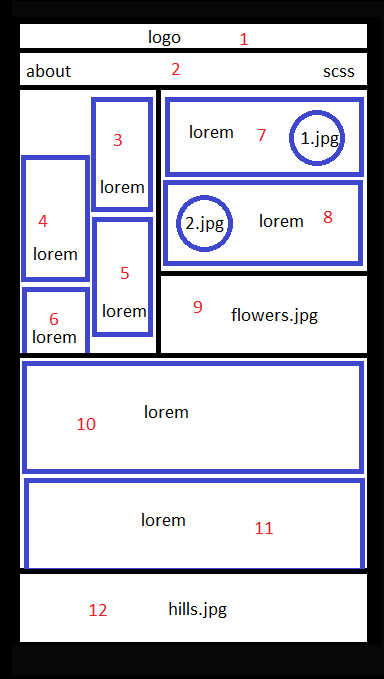 logo 1
about 2 scss
3
lorem
4
lorem
5
lorem
6
lorem
lorem 7 1.jpg
2.jpg lorem 8
9 flowers.jpg
lorem
10
lorem
11
12 hills.jpg